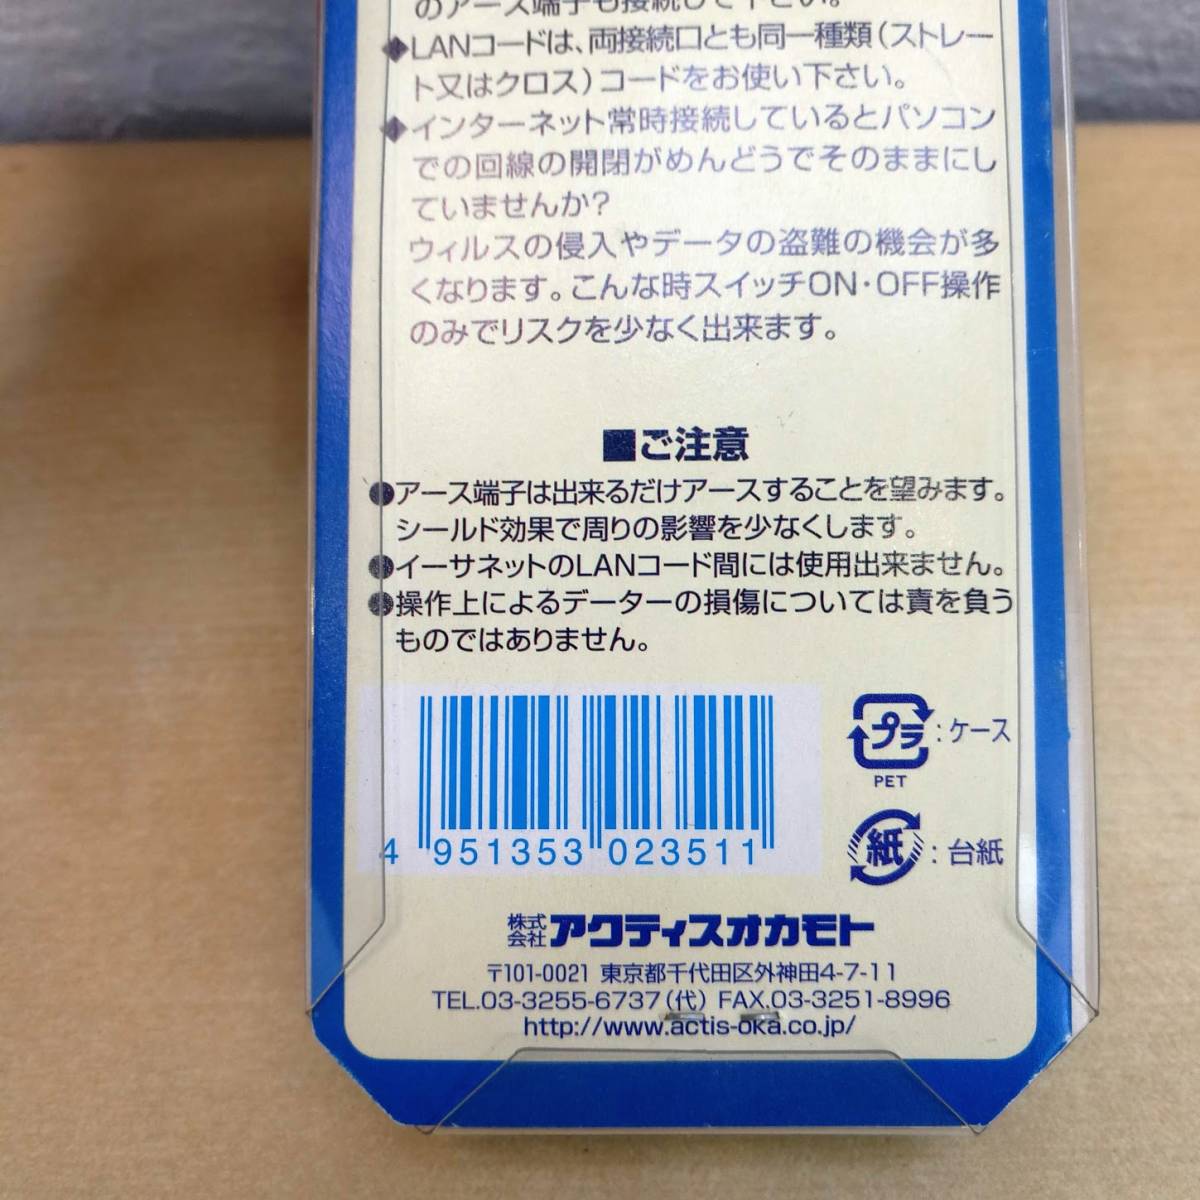 のアース端子も接続して下さい。
◆LANコードは、両接続口とも同一種類(ストレー
ト又はクロス)コードをお使い下さい。
◆インターネット常時接続しているとパソコン
での回線の開閉がめんどうでそのままにし
ていませんか?
ウィルスの侵入やデータの盗難の機会が多
くなります。こんな時スイッチON・OFF操作
のみでリスクを少なく出来ます。
■ご注意
●アース端子は出来るだけアースすることを望みます。
シールド効果で周りの影響を少なくします。
●イーサネットのLANコード間には使用出来ません。
●操作上によるデーターの損傷については責を負う
ものではありません。
プラ:ケース
PET
4 951353 023511
紙:台紙
株式会社アクティスオカモト
〒101-0021 東京都千代田区外神田4-7-11
TEL.03-3255-6737(代) FAX.03-3251-8996
http://www.actis-oka.co.jp/